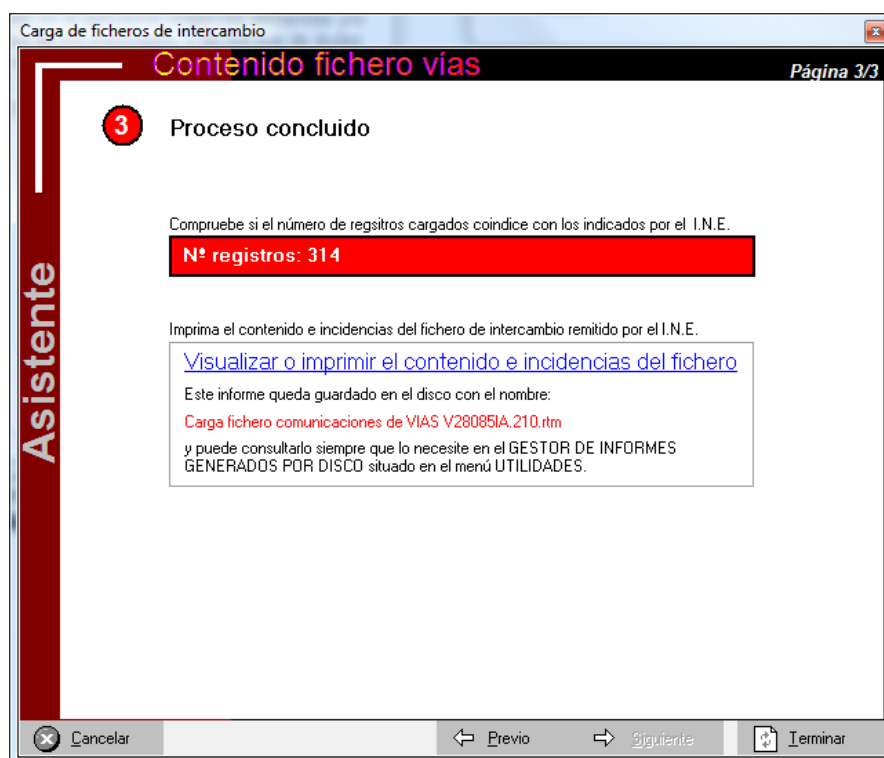 Carga de ficheros de intercambio
Contenido fichero vías
Página 3/3
3 Proceso concluido
Compruebe si el número de regsitros cargados coindice con los indicados por el I.N.E.
Nº registros: 314
Asistente
Imprima el contenido e incidencias del fichero de intercambio remitido por el I.N.E.
Visualizar o imprimir el contenido e incidencias del fichero
Este informe queda guardado en el disco con el nombre:
Carga fichero comunicaciones de VIAS V28085IA.210.rtm
y puede consultarlo siempre que lo necesite en el GESTOR DE INFORMES
GENERADOS POR DISCO situado en el menú UTILIDADES.
Cancelar
Previo
Siguiente
Terminar